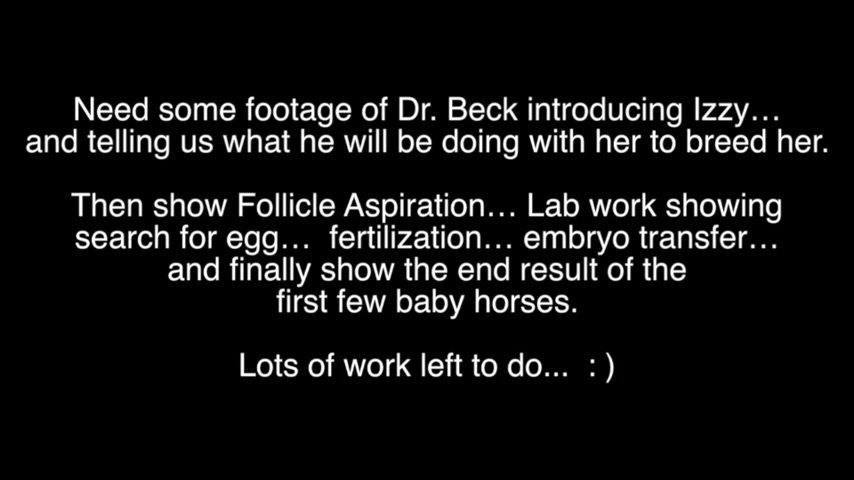 Need some footage of Dr. Beck introducing Izzy…
and telling us what he will be doing with her to breed her.
Then show Follicle Aspiration… Lab work showing
search for egg…  fertilization… embryo transfer…
and finally show the end result of the
first few baby horses.
Lots of work left to do...  : )